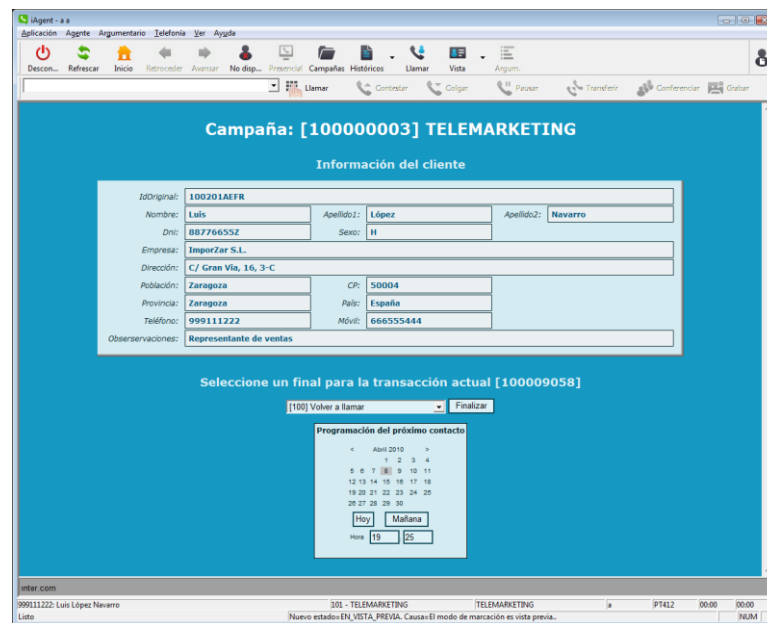 iAgent - a a
Aplicación Agente Argumentario Telefonía Ver Ayuda
Descon... Refrescar Inicio Retroceder Avanzar No disp... Presencial Campañas Históricos Llamar Vista Argum.
Llamar Contestar Colgar Pausar Transferir Conferenciar Grabar
Campaña: [100000003] TELEMARKETING
Información del cliente
IdOriginal: 100201AEFR
Nombre: Luis Apellido1: López Apellido2: Navarro
Dni: 88776655Z Sexo: H
Empresa: ImporZar S.L.
Dirección: C/ Gran Vía, 16, 3-C
Población: Zaragoza CP: 50004
Provincia: Zaragoza País: España
Teléfono: 999111222 Móvil: 666555444
Obserservaciones: Representante de ventas
Seleccione un final para la transacción actual [100009058]
[100] Volver a llamar Finalizar
Programación del próximo contacto
< Abril 2010 >
1 2 3 4
5 6 7 8 9 10 11
12 13 14 15 16 17 18
19 20 21 22 23 24 25
26 27 28 29 30
Hoy Mañana
Hora 19 25
inter.com
999111222: Luis López Navarro 101 - TELEMARKETING TELEMARKETING a PT412 00:00 00:00
Listo Nuevo estado=EN_VISTA_PREVIA. Causa=El modo de marcación es vista previa.. NUM